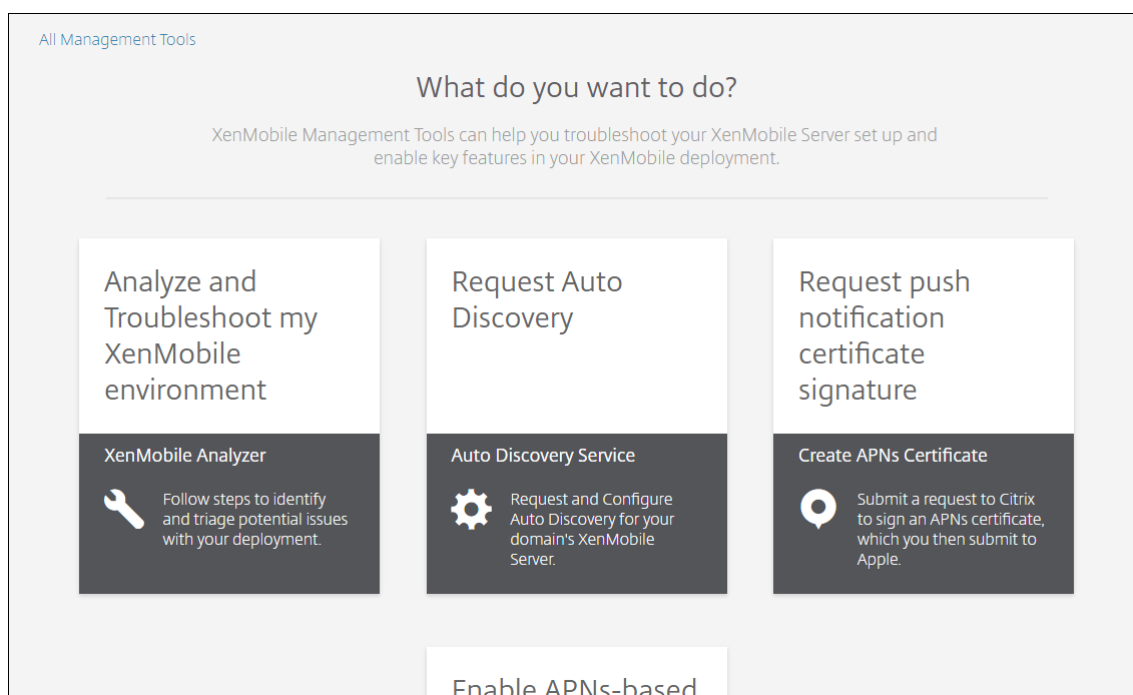 All Management Tools
What do you want to do?
XenMobile Management Tools can help you troubleshoot your XenMobile Server set up and
enable key features in your XenMobile deployment.
Analyze and
Troubleshoot my
XenMobile
environment
XenMobile Analyzer
Follow steps to identify
and triage potential issues
with your deployment.
Request Auto
Discovery
Auto Discovery Service
Request and Configure
Auto Discovery for your
domain's XenMobile
Server.
Request push
notification
certificate
signature
Create APNs Certificate
Submit a request to Citrix
to sign an APNs certificate,
which you then submit to
Apple.
Enable APNs-based